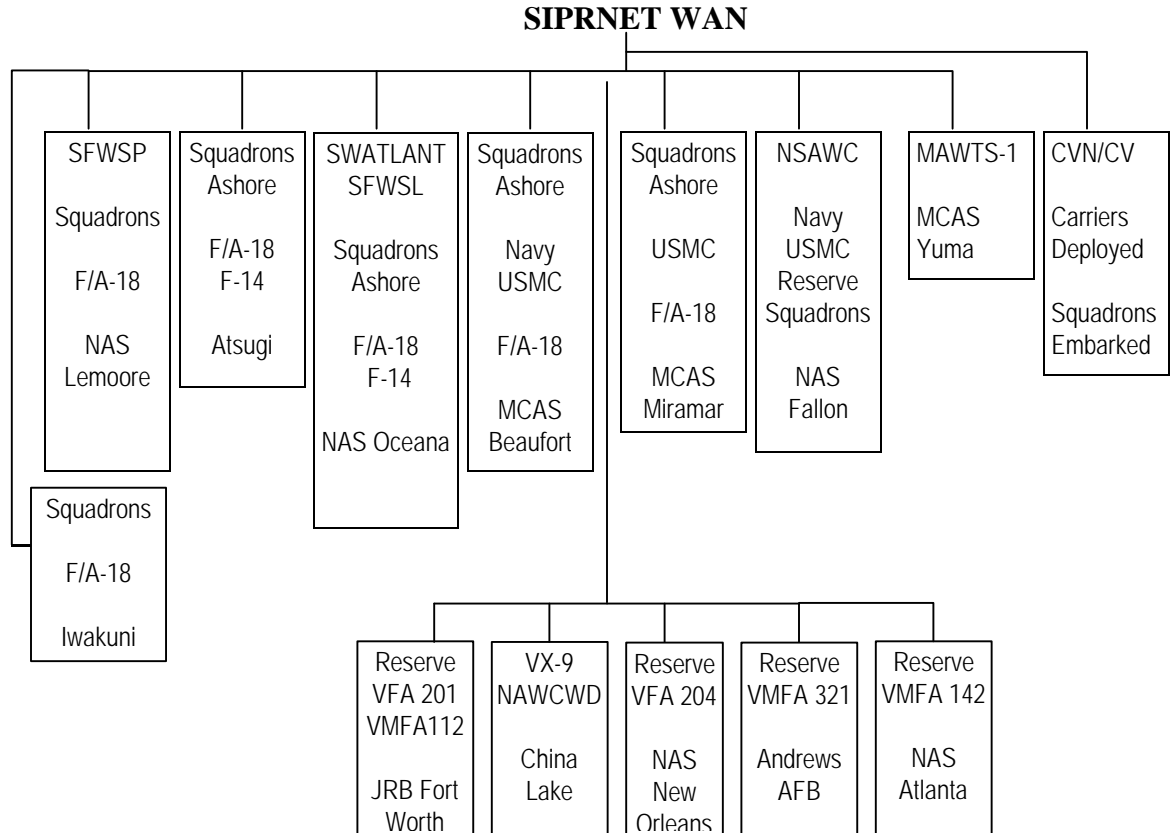 SIPRNET WAN
SFWSP
Squadrons
F/A-18
NAS
Lemoore
Squadrons
Ashore
F/A-18
F-14
Atsugi
SWATLANT
SFWSL
Squadrons
Ashore
F/A-18
F-14
NAS Oceana
Squadrons
Ashore
Navy
USMC
F/A-18
MCAS
Beaufort
Squadrons
Ashore
USMC
F/A-18
MCAS
Miramar
NSAWC
Navy
USMC
Reserve
Squadrons
NAS
Fallon
MAWTS-1
MCAS
Yuma
CVN/CV
Carriers
Deployed
Squadrons
Embarked
Squadrons
F/A-18
Iwakuni
Reserve
VFA 201
VMFA112
JRB Fort
Worth
VX-9
NAWCWD
China
Lake
Reserve
VFA 204
NAS
New
Orleans
Reserve
VMFA 321
Andrews
AFB
Reserve
VMFA 142
NAS
Atlanta